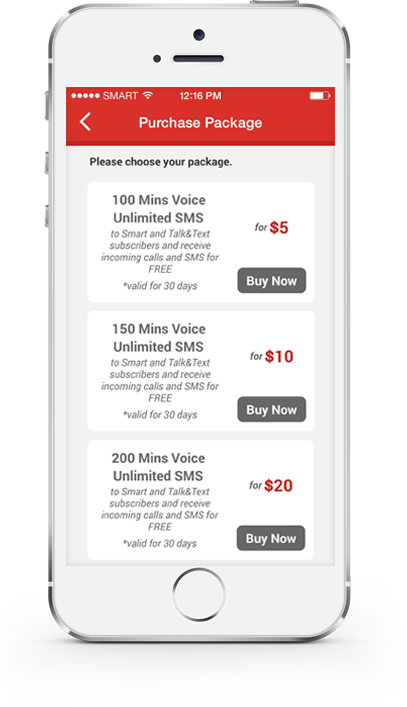 SMART 12:16 PM
Purchase Package
Please choose your package.
100 Mins Voice
Unlimited SMS
to Smart and Talk&Text
subscribers and receive
incoming calls and SMS for
FREE
*valid for 30 days
for $5
Buy Now
150 Mins Voice
Unlimited SMS
to Smart and Talk&Text
subscribers and receive
incoming calls and SMS for
FREE
*valid for 30 days
for $10
Buy Now
200 Mins Voice
Unlimited SMS
to Smart and Talk&Text
subscribers and receive
incoming calls and SMS for
FREE
*valid for 30 days
for $20
Buy Now